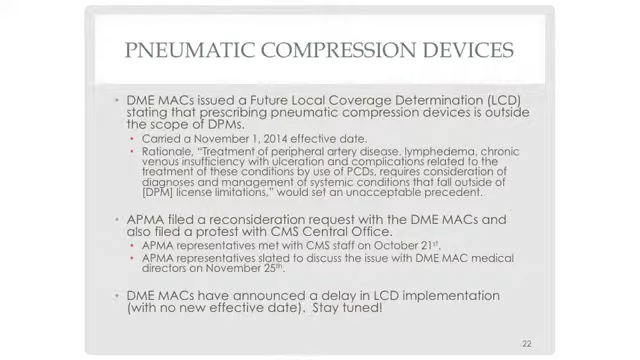 PNEUMATIC COMPRESSION DEVICES
• DME MACs issued a Future Local Coverage Determination (LCD)
stating that prescribing pneumatic compression devices is outside
the scope of DPMs.
• Carried a November 1, 2014 effective date.
• Rationale, “Treatment of peripheral artery disease, lymphedema, chronic
venous insufficiency with ulceration and complications related to the
treatment of these conditions by use of PCDs, requires consideration of
diagnoses and management of systemic conditions that fall outside of
[DPM] license limitations,” would set an unacceptable precedent.
• APMA filed a reconsideration request with the DME MACs and
also filed a protest with CMS Central Office.
• APMA representatives met with CMS staff on October 21st.
• APMA representatives slated to discuss the issue with DME MAC medical
directors on November 25th.
• DME MACs have announced a delay in LCD implementation
(with no new effective date). Stay tuned!
22